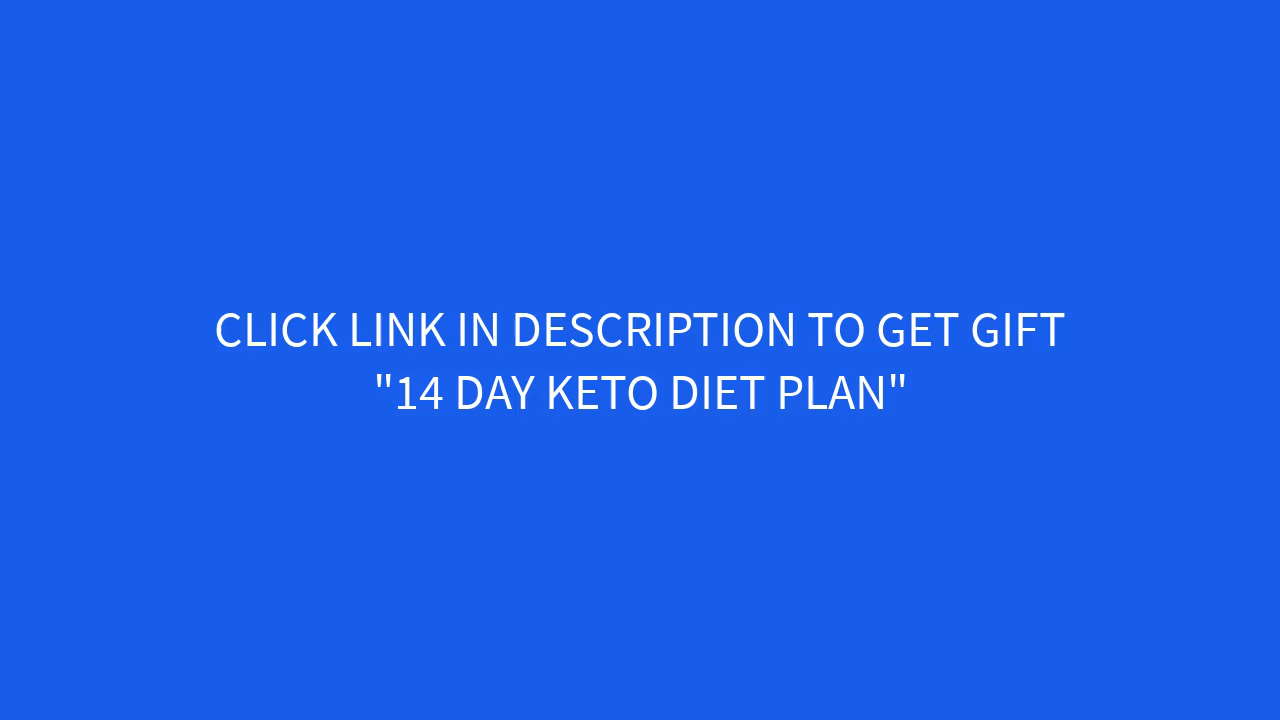 CLICK LINK IN DESCRIPTION TO GET GIFT
"14 DAY KETO DIET PLAN"